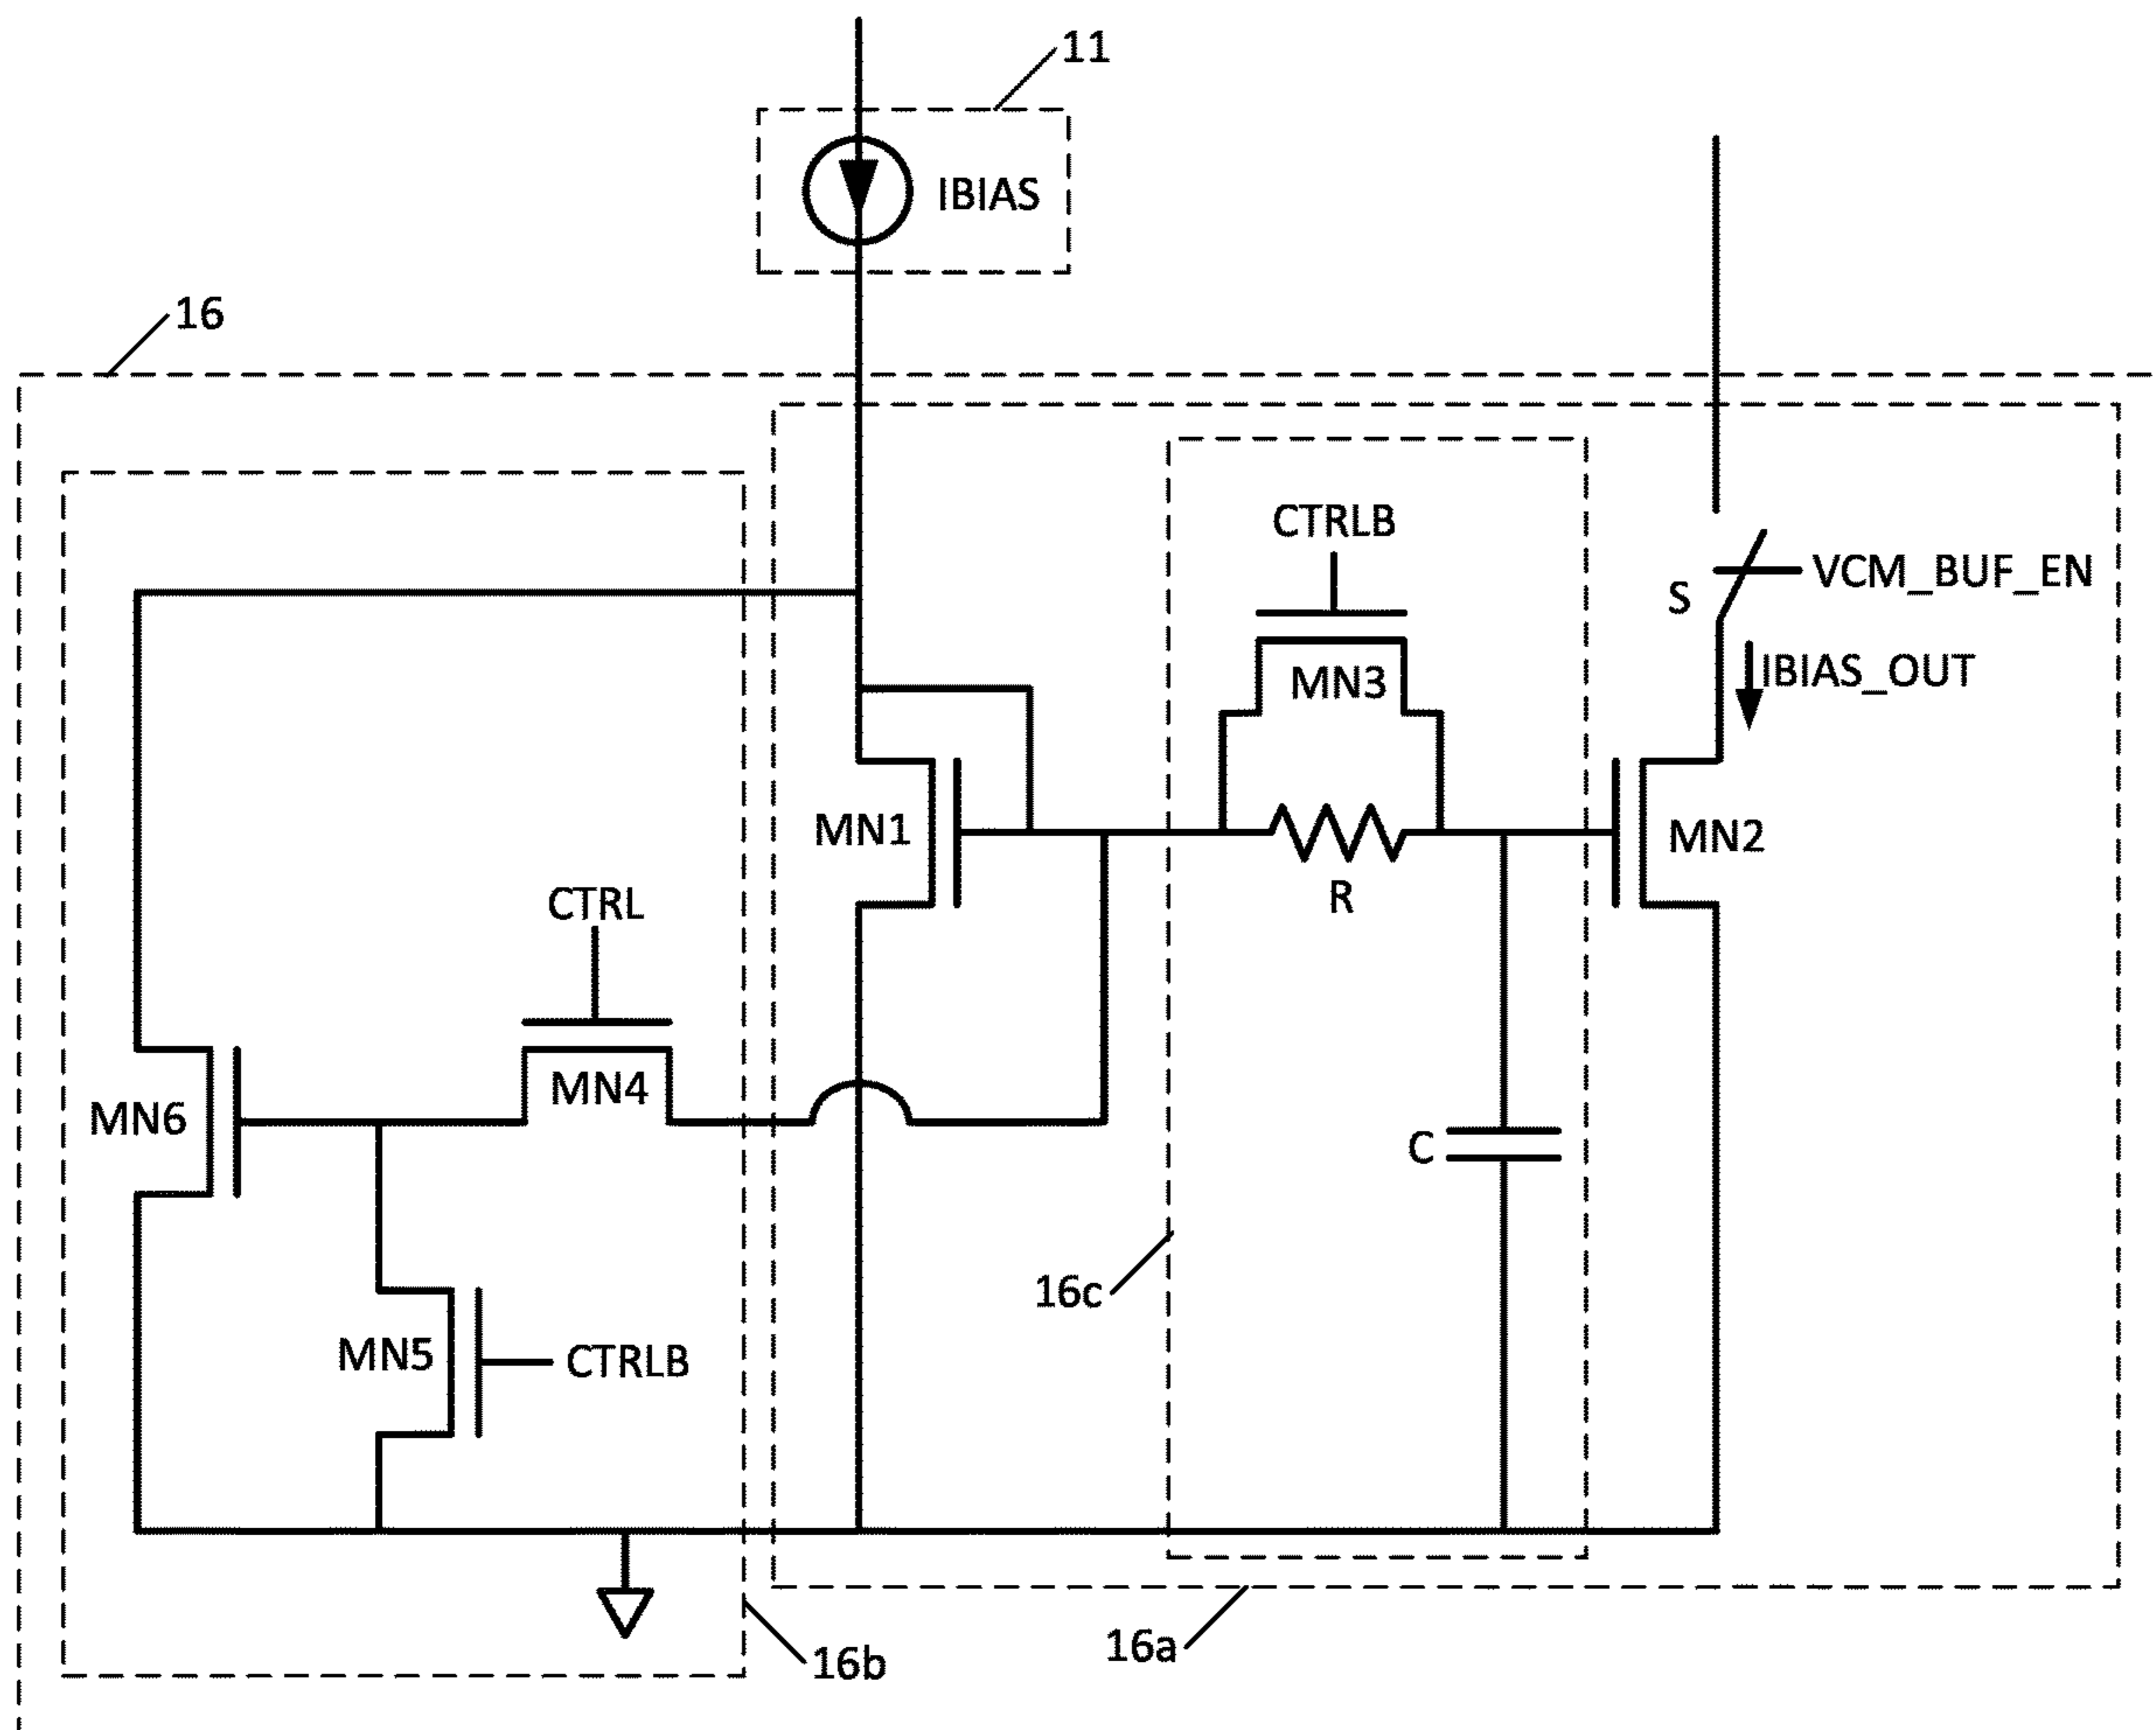 11
IBIAS
16
CTRLB
VCM_BUF_EN
S
IBIAS_OUT
MN3
MN1
MN2
R
CTRL
MN4
MN6
C
16c
MN5
CTRLB
16a
16b